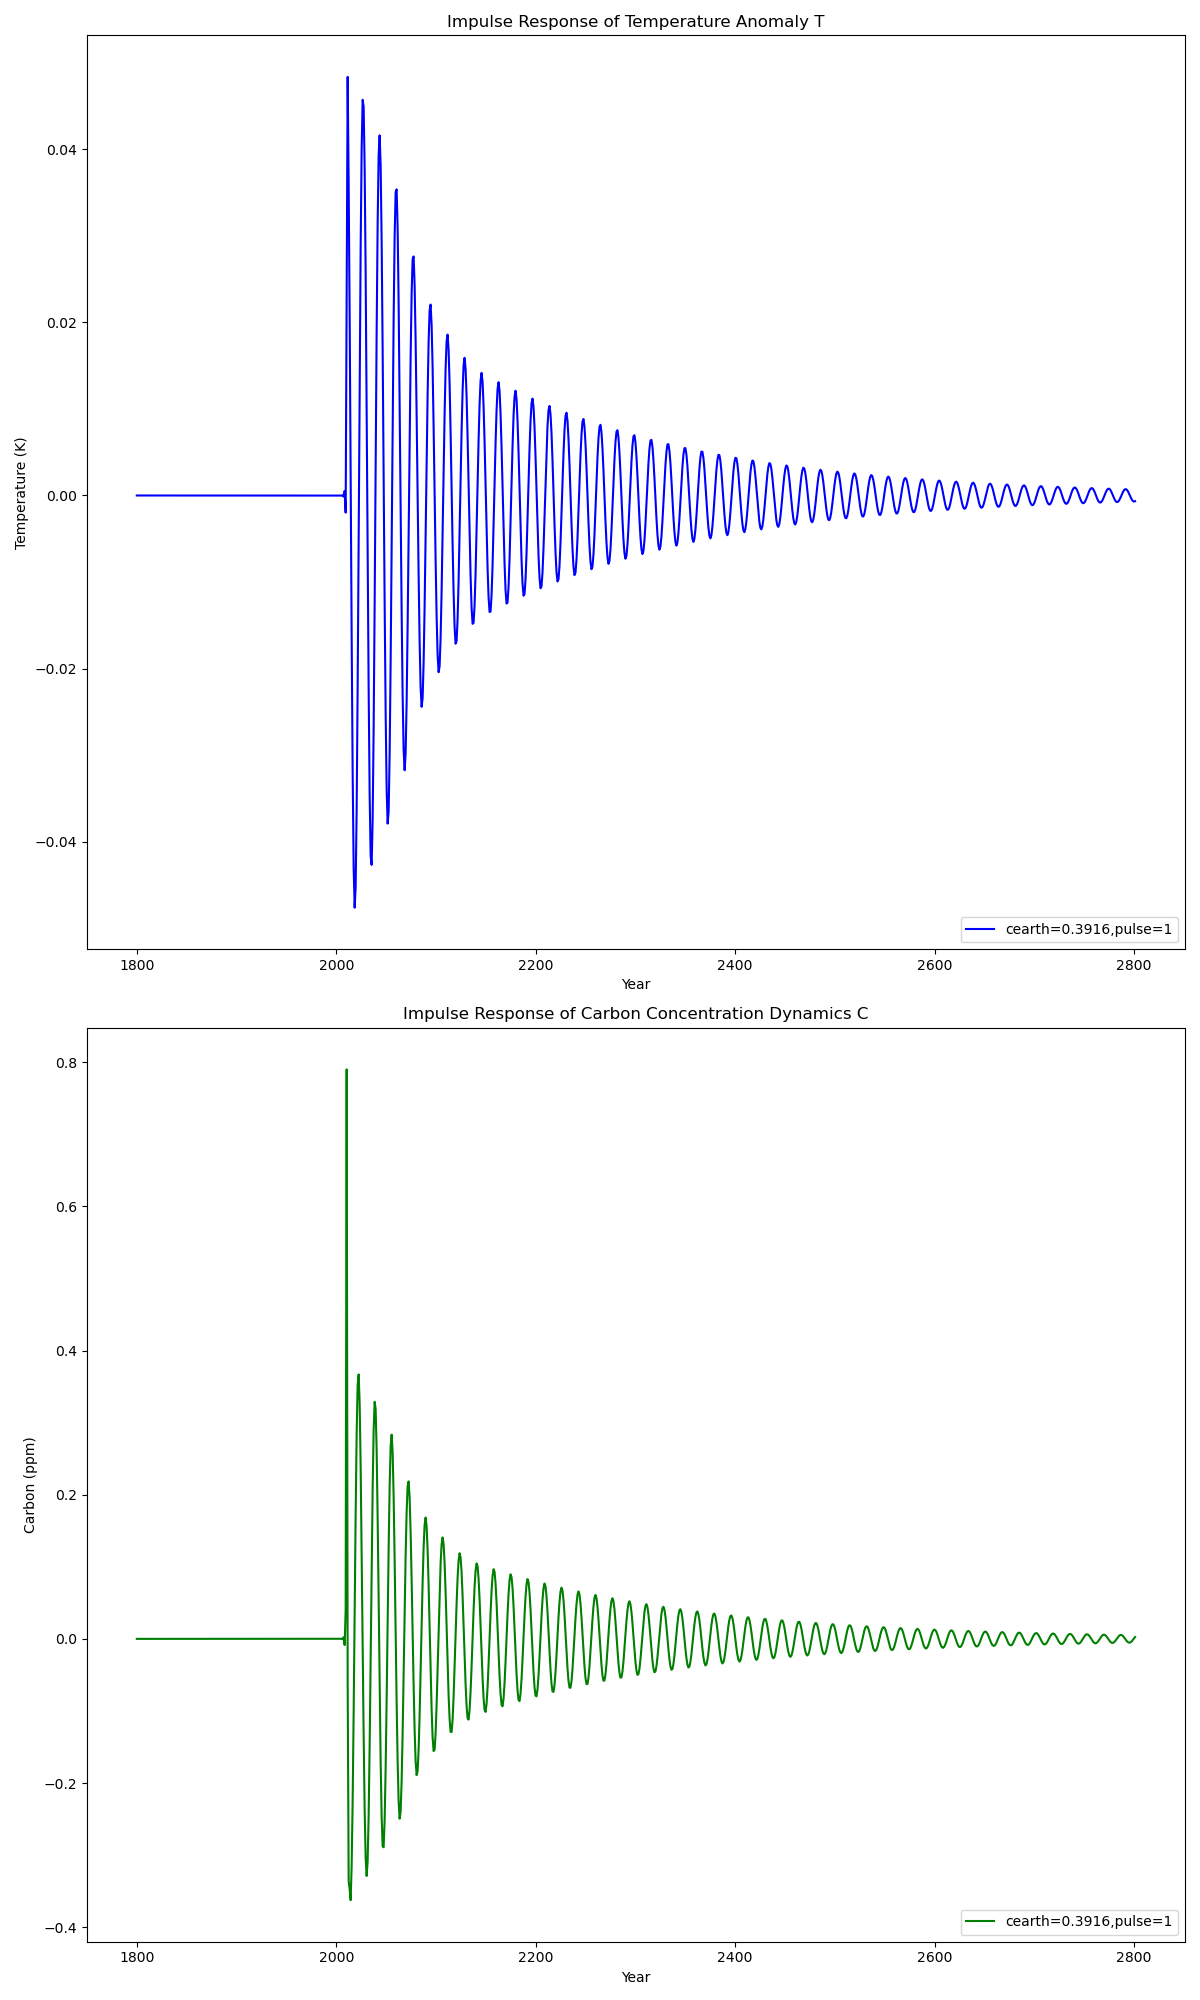 Impulse Response of Temperature Anomaly T
Temperature (K)
0.04
0.02
0.00
−0.02
−0.04
1800 2000 2200 2400 2600 2800
Year
cearth=0.3916,pulse=1
Impulse Response of Carbon Concentration Dynamics C
Carbon (ppm)
0.8
0.6
0.4
0.2
0.0
−0.2
−0.4
1800 2000 2200 2400 2600 2800
Year
cearth=0.3916,pulse=1